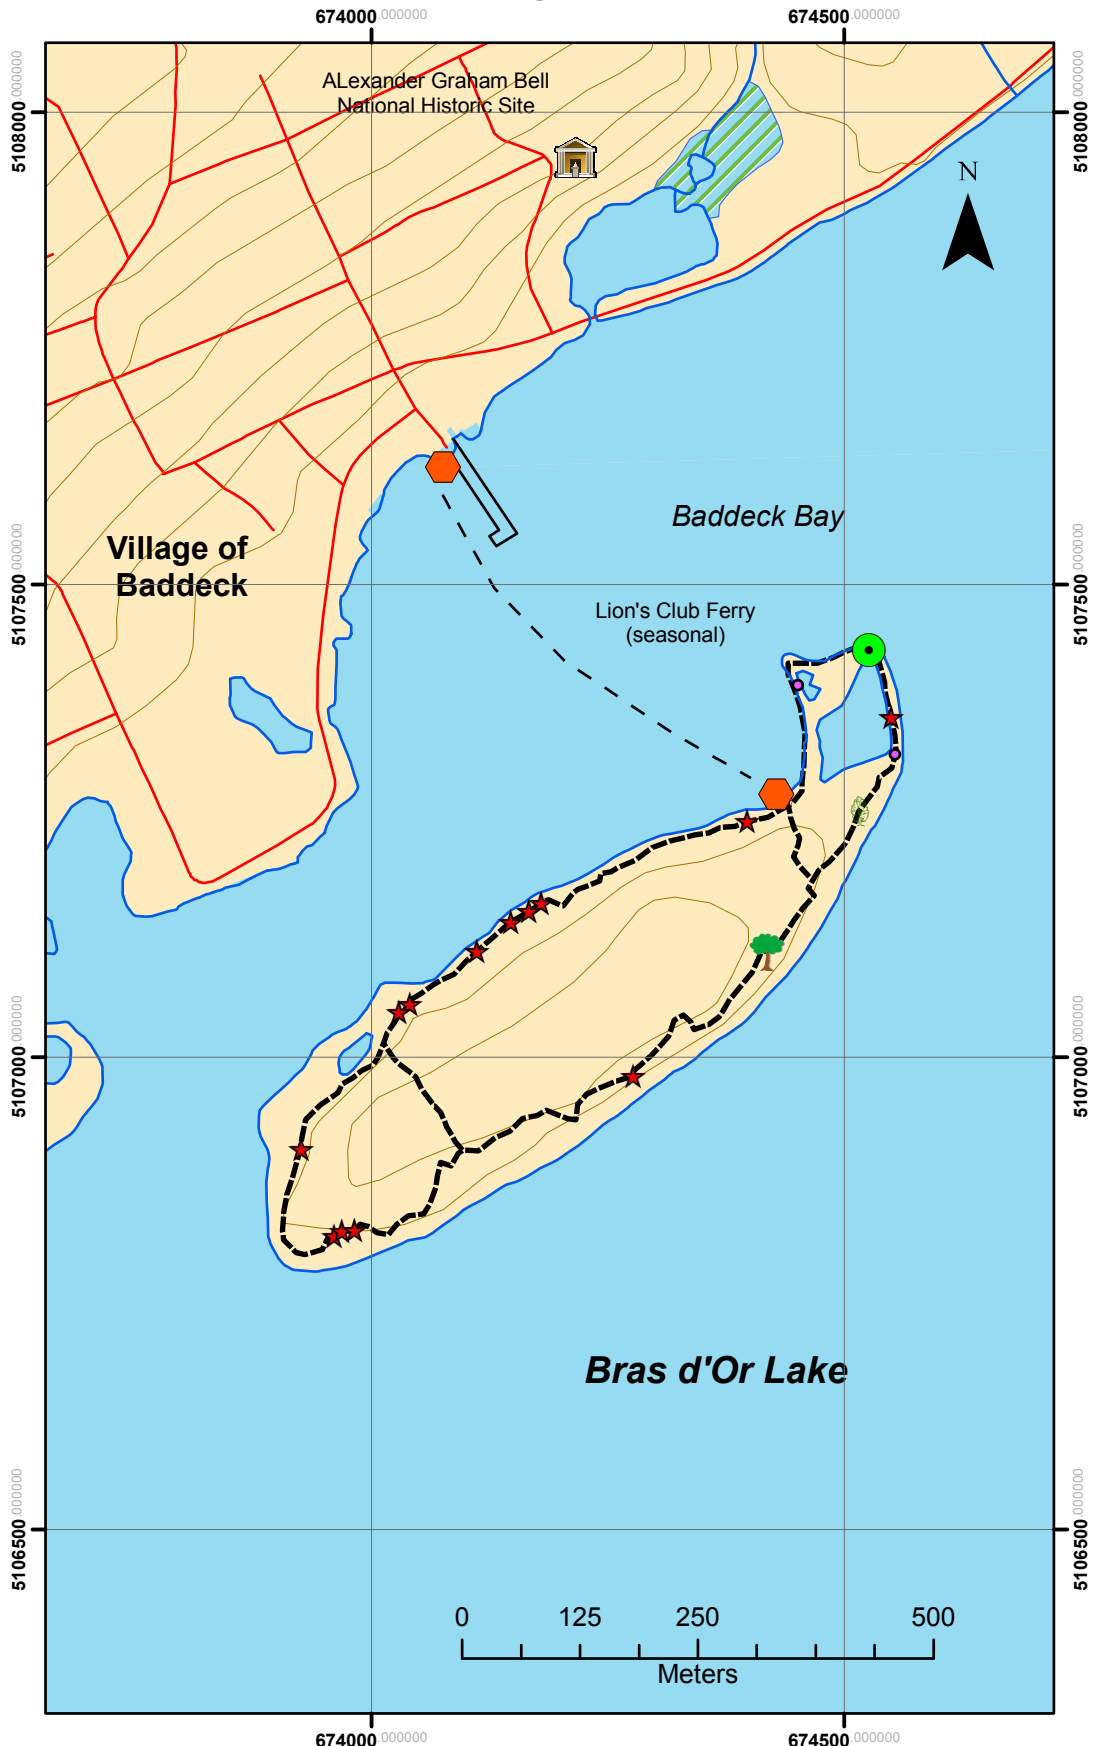 674000.000000
674500.000000
5108000.000000
5108000.000000
ALexander Graham Bell
National Historic Site
N
Baddeck Bay
Village of
Baddeck
5107500.000000
5107500.000000
Lion's Club Ferry
(seasonal)
5107000.000000
5107000.000000
Bras d'Or Lake
5106500.000000
5106500.000000
0 125 250 500
Meters
674000.000000
674500.000000